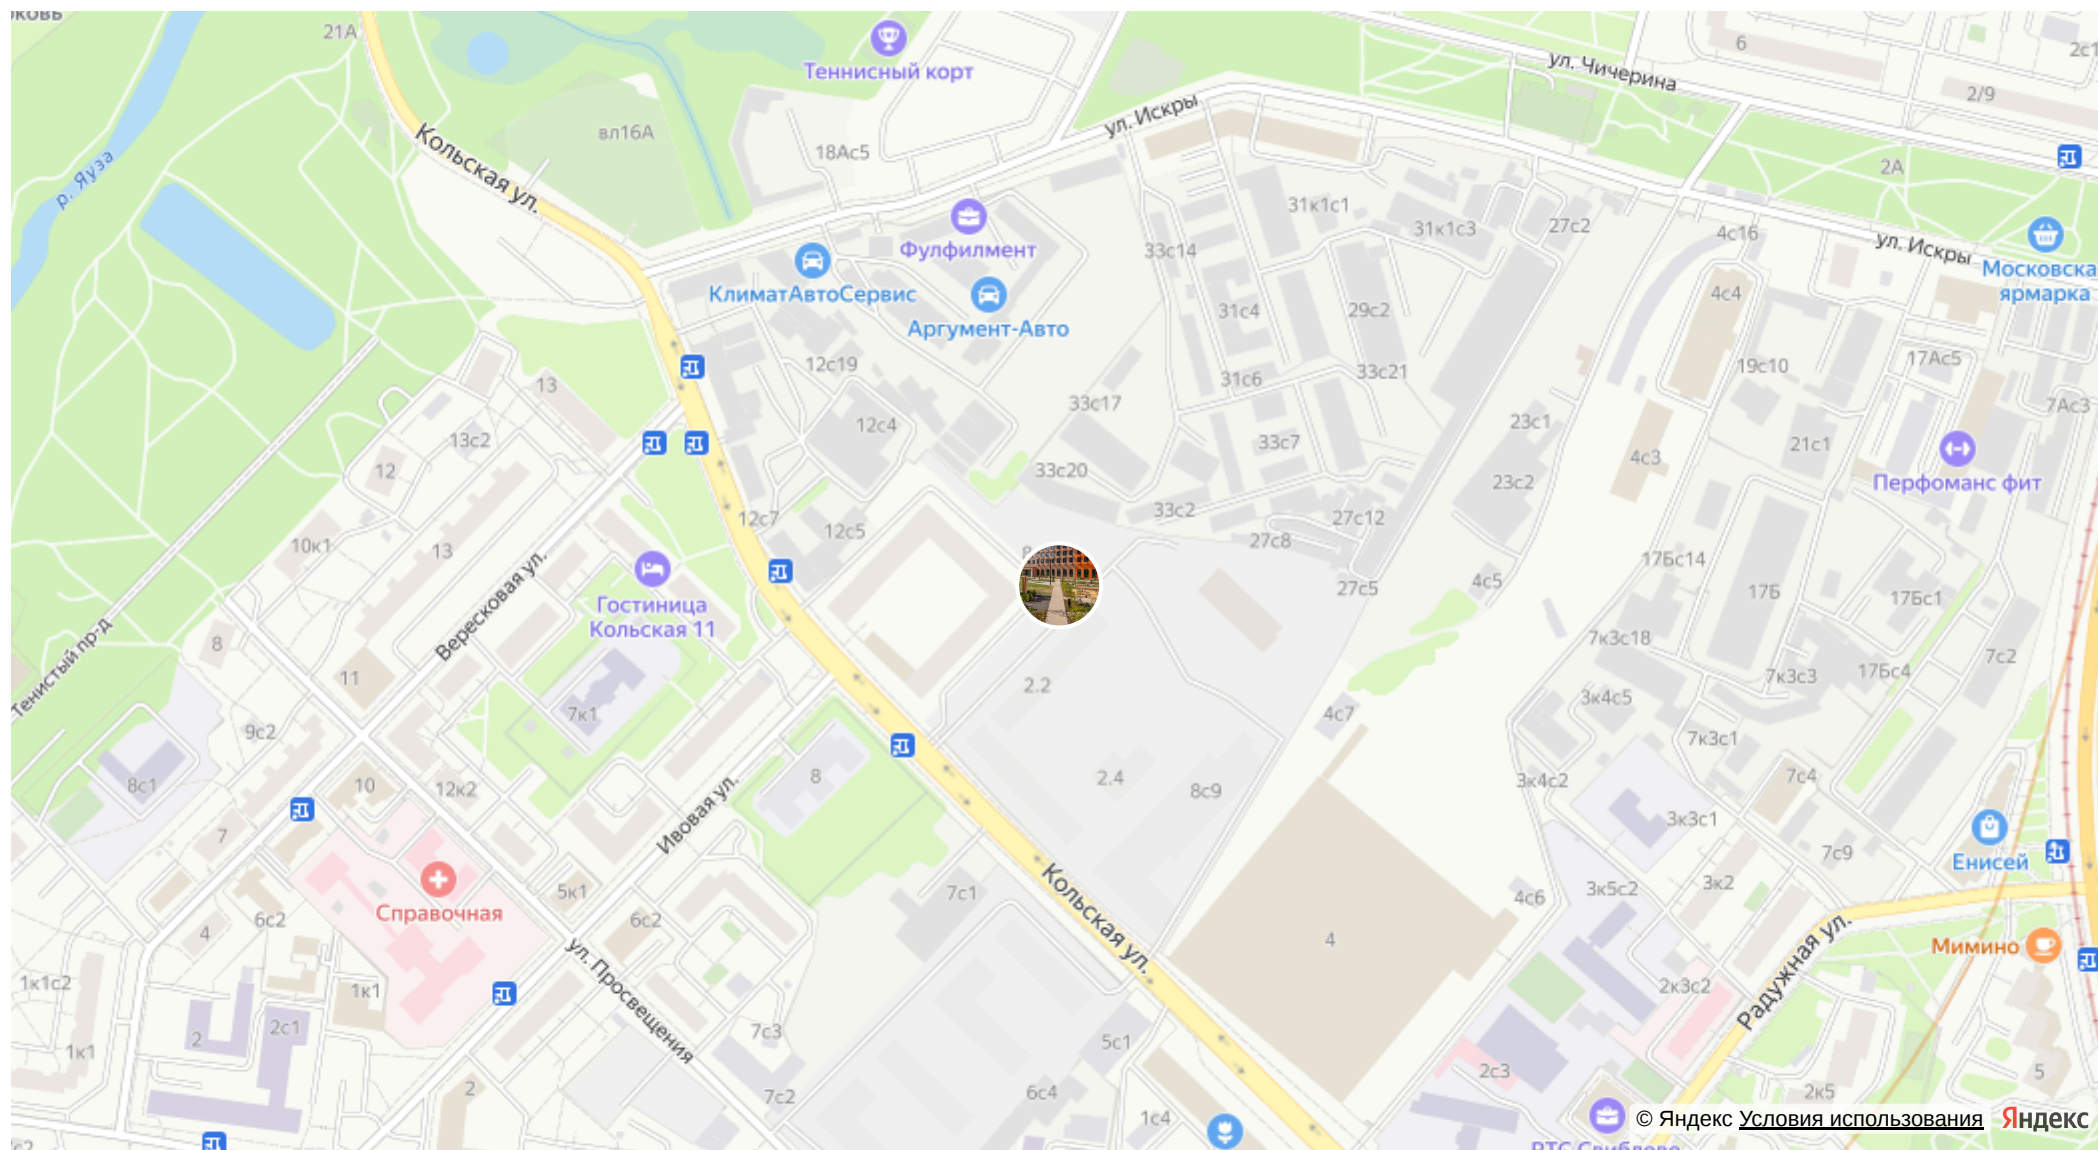 21А
Теннисный корт
ул. Чичерина
6
2/9
вл16А
18Ас5
ул. Искры
Кольская ул.
р. Яуза
2А
31к1с1
31к1с3
27с2
4с16
ул. Искры
Фулфилмент
33с14
КлиматАвтоСервис
Аргумент-Авто
31с4
29с2
4с4
ярмарка
12с19
31с6
33с21
19с10
17Ас5
13
33с17
7Ас3
13с2
12с4
23с1
33с7
21с1
12
33с20
4с3
Перфоманс фит
23с2
12с7
12с5
33с2
27с12
10к1
13
27с8
17Бс14
Вересковая ул.
Гостиница
Кольская 11
27с5
4с5
17Б
17Бс1
Тенистый пр-д
8
7к3с18
11
2.2
7к3с3
17Бс4
7с2
7к1
4с7
3к4с5
9с2
7к3с1
8с1
10
12к2
8
2.4
8с9
3к4с2
7с4
Ивовая ул.
7
3к3с1
7с9
Енисей
5к1
7с1
Кольская ул.
4с6
3к5с2
3к2
Справочная
6с2
6с2
4
4
Радужная ул.
Мимино
1к1с2
1к1
ул. Просвещения
2к3с2
2
2с1
7с3
5с1
1к1
2с3
5
2
7с2
6с4
1с4
2к5
© Яндекс Условия использования Яндекс